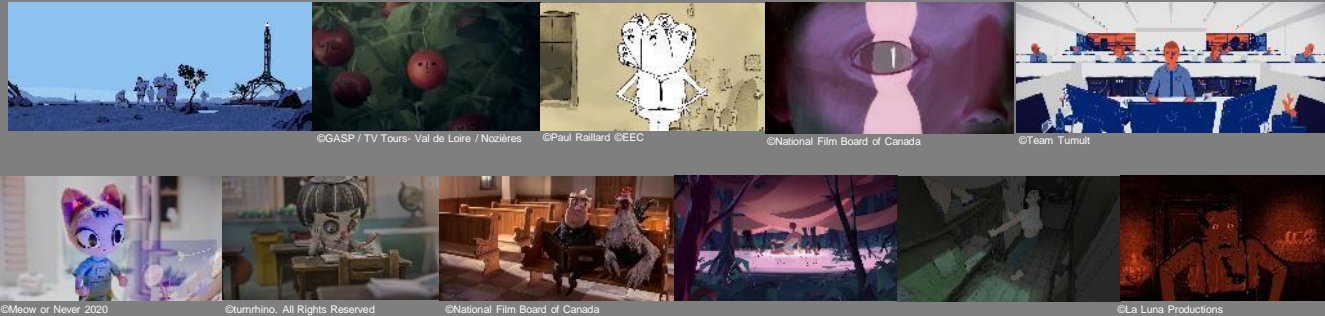 ©GASP / TV Tours- Val de Loire / Nozières
©Paul Raillard ©EEC
©National Film Board of Canada
©Team Tumult
©Meow or Never 2020
©turnrhino. All Rights Reserved
©National Film Board of Canada
©La Luna Productions